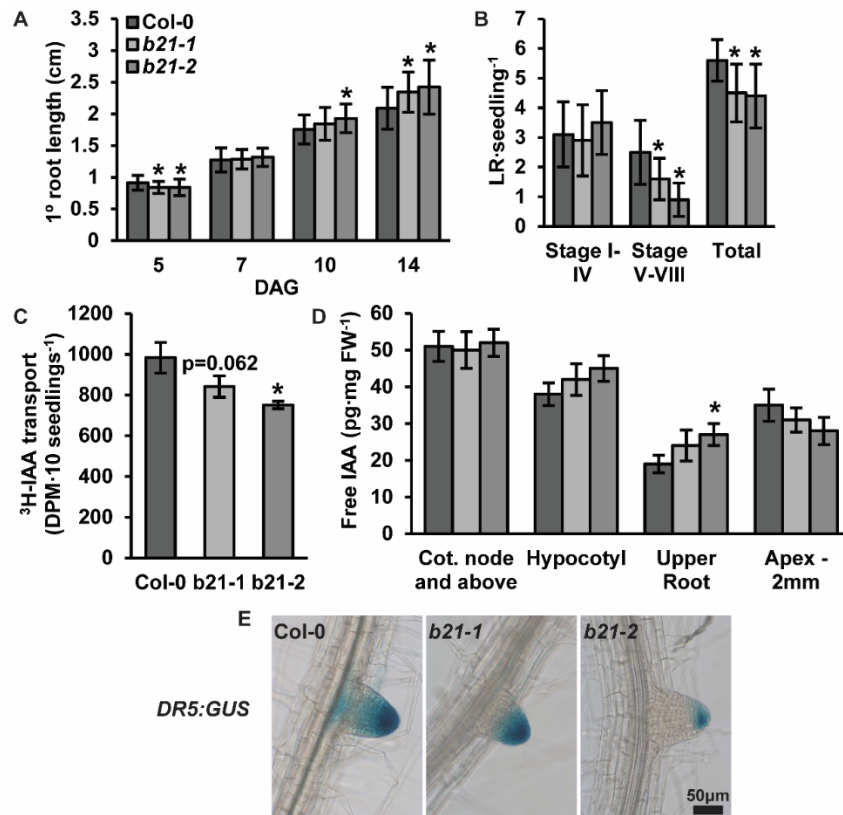 A
Col-0
b21-1
b21-2
1º root length (cm)
3.5
3
2.5
2
1.5
1
0.5
0
* *
*
* *
5 7 10 14
DAG
B
LR·seedling⁻¹
7
6
5
4
3
2
1
0
* *
* *
Stage I-IV
Stage V-VIII
Total
C
³H-IAA transport
(DPM·10 seedlings⁻¹)
1200
1000
800
600
400
200
0
p=0.062
*
Col-0 b21-1 b21-2
D
Free IAA (pg·mg FW⁻¹)
60
50
40
30
20
10
0
*
Cot. node
and above
Hypocotyl
Upper
Root
Apex -
2mm
E
Col-0
b21-1
b21-2
DR5:GUS
50µm